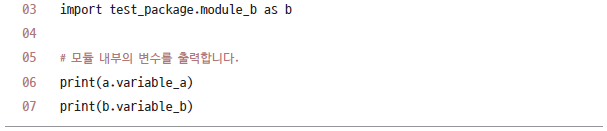 03 import test_package.module_b as b
04
05 # 모듈 내부의 변수를 출력합니다.
06 print(a.variable_a)
07 print(b.variable_b)